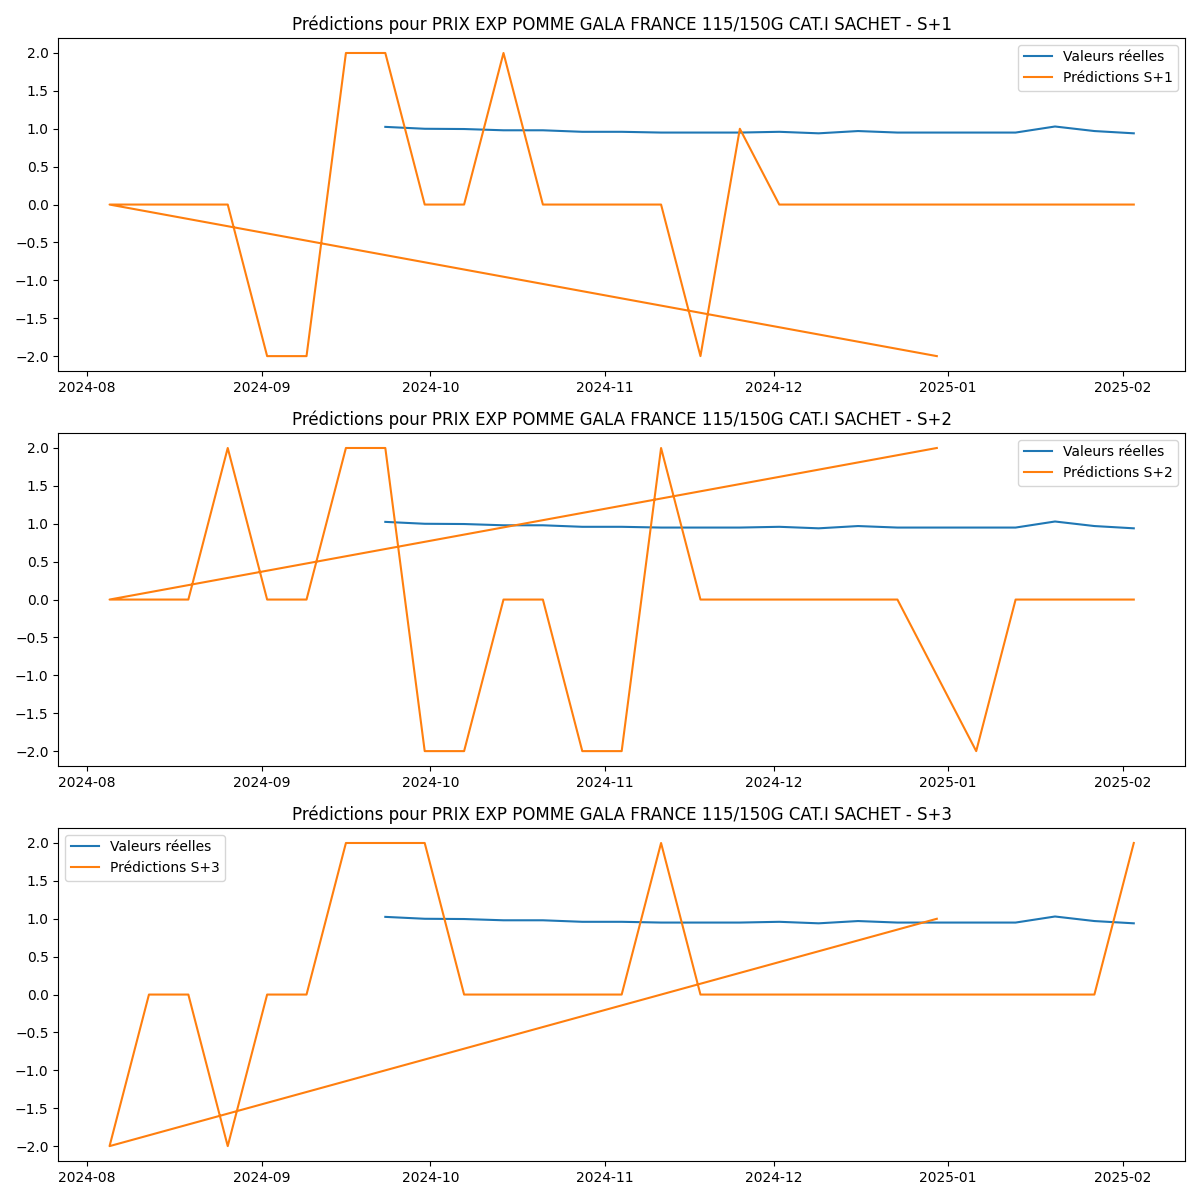 Prédictions pour PRIX EXP POMME GALA FRANCE 115/150G CAT.I SACHET - S+1
Valeurs réelles
Prédictions S+1
2.0
1.5
1.0
0.5
0.0
−0.5
−1.0
−1.5
−2.0
2024-08 2024-09 2024-10 2024-11 2024-12 2025-01 2025-02
Prédictions pour PRIX EXP POMME GALA FRANCE 115/150G CAT.I SACHET - S+2
Valeurs réelles
Prédictions S+2
2.0
1.5
1.0
0.5
0.0
−0.5
−1.0
−1.5
−2.0
2024-08 2024-09 2024-10 2024-11 2024-12 2025-01 2025-02
Prédictions pour PRIX EXP POMME GALA FRANCE 115/150G CAT.I SACHET - S+3
Valeurs réelles
Prédictions S+3
2.0
1.5
1.0
0.5
0.0
−0.5
−1.0
−1.5
−2.0
2024-08 2024-09 2024-10 2024-11 2024-12 2025-01 2025-02